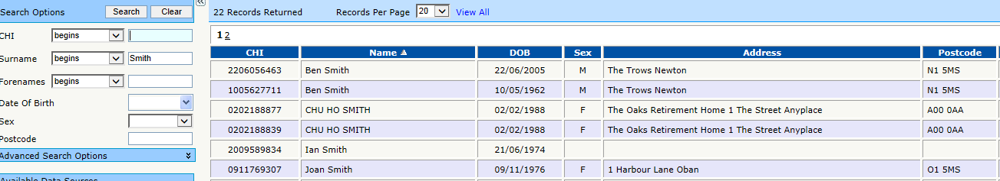 Search Options Search Clear
22 Records Returned Records Per Page 20 View All
CHI begins
Surname begins Smith
Forenames begins
Date Of Birth
Sex
Postcode
Advanced Search Options
Available Data Sources
1 2
CHI Name DOB Sex Address Postcode
2206056463 Ben Smith 22/06/2005 M The Trows Newton N1 5MS
1005627711 Ben Smith 10/05/1962 M The Trows Newton N1 5MS
0202188877 CHU HO SMITH 02/02/1988 F The Oaks Retirement Home 1 The Street Anyplace A00 0AA
0202188839 CHU HO SMITH 02/02/1988 F The Oaks Retirement Home 1 The Street Anyplace A00 0AA
2009589834 Ian Smith 21/06/1974
0911769307 Joan Smith 09/11/1976 F 1 Harbour Lane Oban O1 5MS